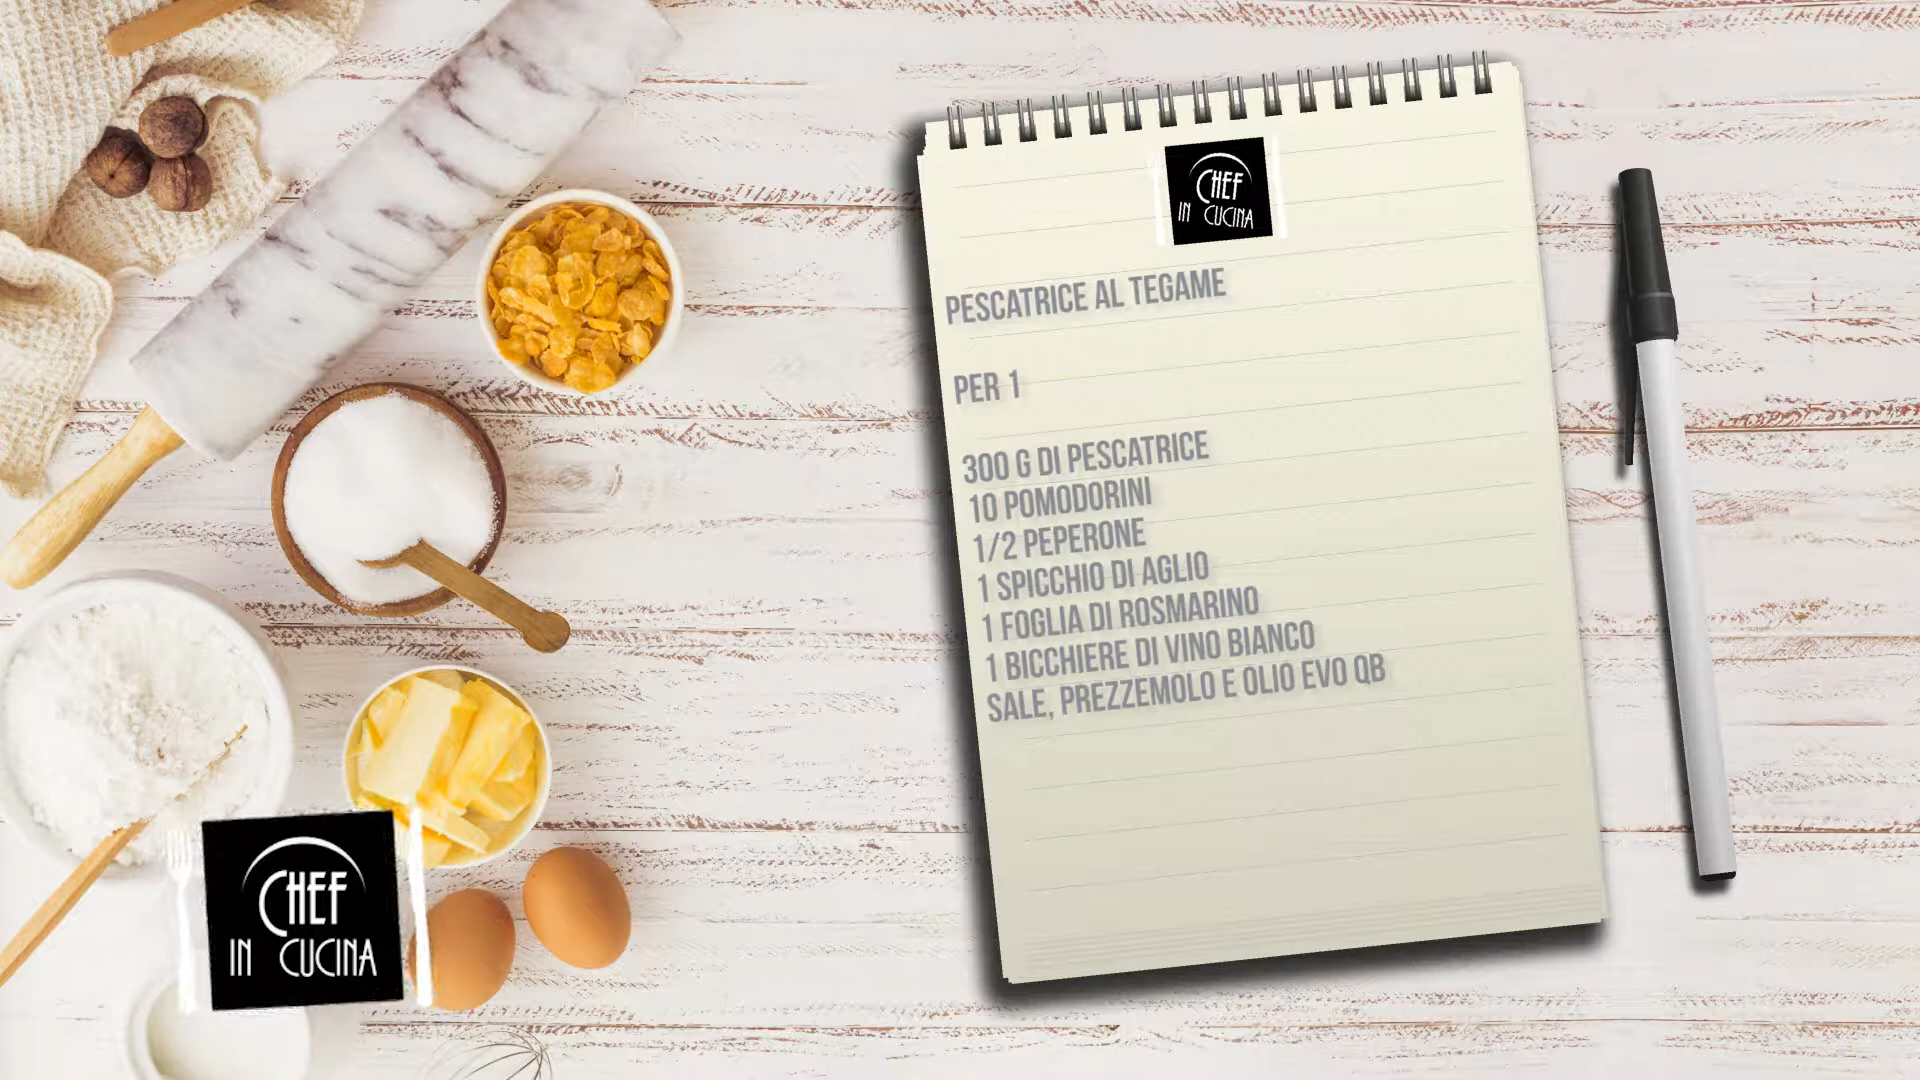 CHEF
IN CUCINA
PESCATRICE AL TEGAME
PER 1
300 G DI PESCATRICE
10 POMODORINI
1/2 PEPERONE
1 SPICCHIO DI AGLIO
1 FOGLIA DI ROSMARINO
1 BICCHIERE DI VINO BIANCO
SALE, PREZZEMOLO E OLIO EVO QB
CHEF
IN CUCINA